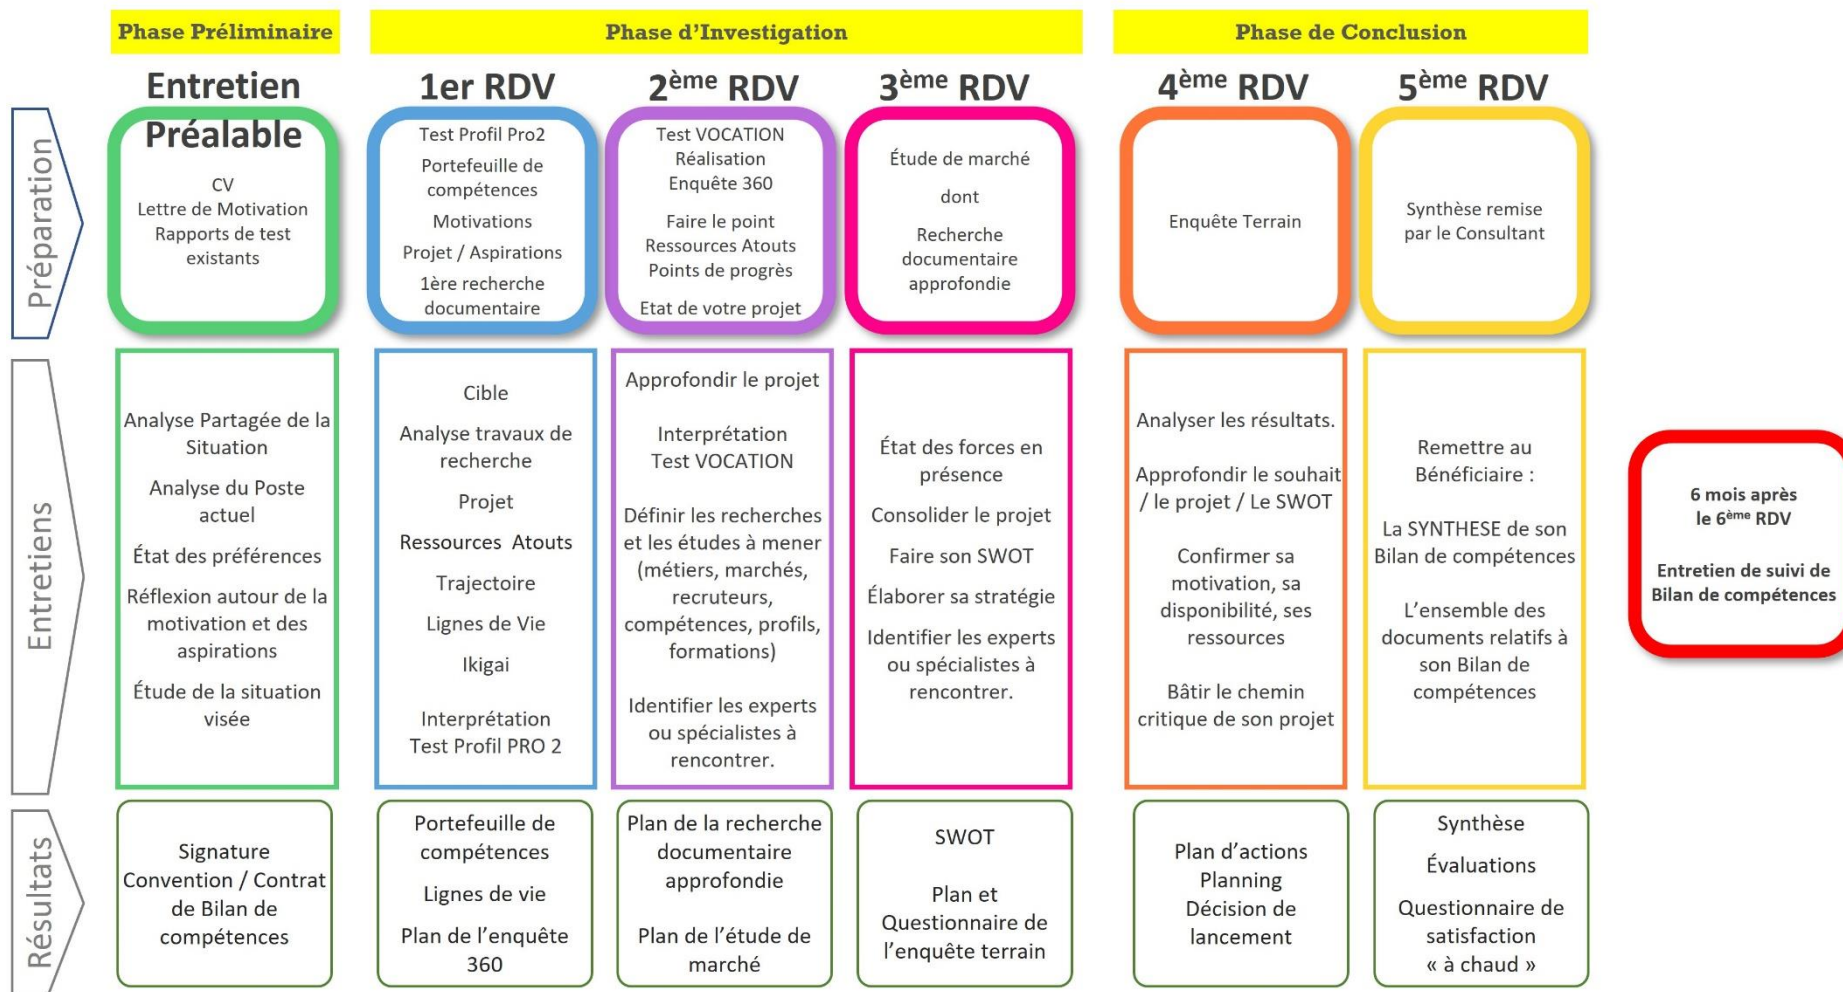 Phase Préliminaire
Phase d'Investigation
Phase de Conclusion
Entretien
Préalable
1er RDV
2ème RDV
3ème RDV
4ème RDV
5ème RDV
Préparation
CV
Lettre de Motivation
Rapports de test
existants
Test Profil Pro2
Portefeuille de
compétences
Motivations
Projet / Aspirations
1ère recherche
documentaire
Test VOCATION
Réalisation
Enquête 360
Faire le point
Ressources Atouts
Points de progrès
Etat de votre projet
Étude de marché
dont
Recherche
documentaire
approfondie
Enquête Terrain
Synthèse remise
par le Consultant
Entretiens
Analyse Partagée de la
Situation
Analyse du Poste
actuel
État des préférences
Réflexion autour de la
motivation et des
aspirations
Étude de la situation
visée
Cible
Analyse travaux de
recherche
Projet
Ressources Atouts
Trajectoire
Lignes de Vie
Ikigai
Interprétation
Test Profil PRO 2
Approfondir le projet
Interprétation
Test VOCATION
Définir les recherches
et les études à mener
(métiers, marchés,
recruteurs,
compétences, profils,
formations)
Identifier les experts
ou spécialistes à
rencontrer.
État des forces en
présence
Consolider le projet
Faire son SWOT
Élaborer sa stratégie
Identifier les experts
ou spécialistes à
rencontrer.
Analyser les résultats.
Approfondir le souhait
/ le projet / Le SWOT
Confirmer sa
motivation, sa
disponibilité, ses
ressources
Bâtir le chemin
critique de son projet
Remettre au
Bénéficiaire :
La SYNTHESE de son
Bilan de compétences
L'ensemble des
documents relatifs à
son Bilan de
compétences
6 mois après
le 6ème RDV
Entretien de suivi de
Bilan de compétences
Résultats
Signature
Convention / Contrat
de Bilan de
compétences
Portefeuille de
compétences
Lignes de vie
Plan de l'enquête
360
Plan de la recherche
documentaire
approfondie
Plan de l'étude de
marché
SWOT
Plan et
Questionnaire de
l'enquête terrain
Plan d'actions
Planning
Décision de
lancement
Synthèse
Évaluations
Questionnaire de
satisfaction
« à chaud »